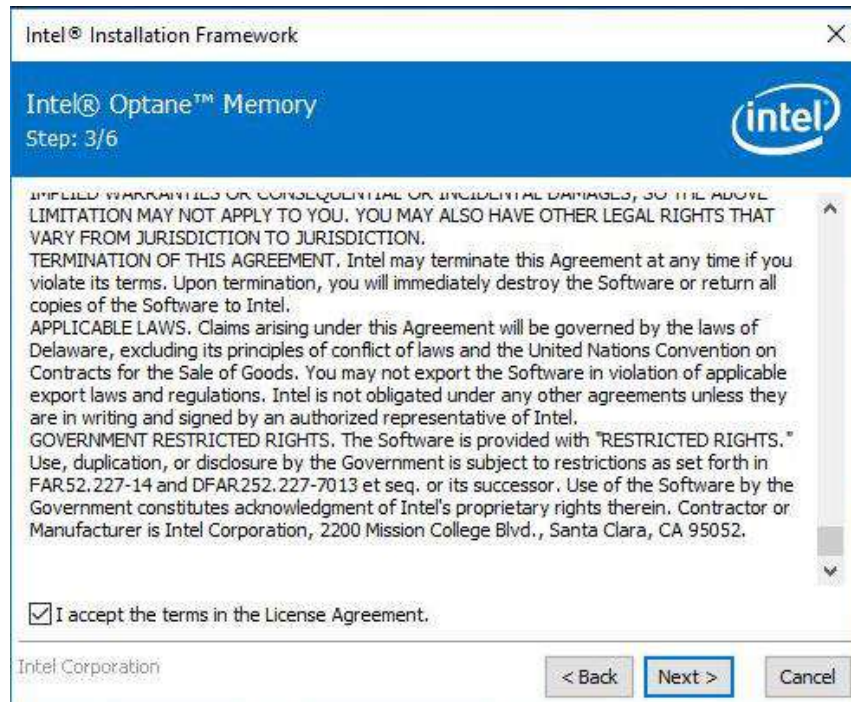 Intel® Installation Framework
Intel® Optane™ Memory
intel
Step: 3/6
IMPLIED WARRANTIES OR CONSEQUENTIAL OR INCIDENTAL DAMAGES, SO THE ABOVE
LIMITATION MAY NOT APPLY TO YOU. YOU MAY ALSO HAVE OTHER LEGAL RIGHTS THAT
VARY FROM JURISDICTION TO JURISDICTION.
TERMINATION OF THIS AGREEMENT. Intel may terminate this Agreement at any time if you
violate its terms. Upon termination, you will immediately destroy the Software or return all
copies of the Software to Intel.
APPLICABLE LAWS. Claims arising under this Agreement will be governed by the laws of
Delaware, excluding its principles of conflict of laws and the United Nations Convention on
Contracts for the Sale of Goods. You may not export the Software in violation of applicable
export laws and regulations. Intel is not obligated under any other agreements unless they
are in writing and signed by an authorized representative of Intel.
GOVERNMENT RESTRICTED RIGHTS. The Software is provided with "RESTRICTED RIGHTS."
Use, duplication, or disclosure by the Government is subject to restrictions as set forth in
FAR52.227-14 and DFAR252.227-7013 et seq. or its successor. Use of the Software by the
Government constitutes acknowledgment of Intel's proprietary rights therein. Contractor or
Manufacturer is Intel Corporation, 2200 Mission College Blvd., Santa Clara, CA 95052.
I accept the terms in the License Agreement.
Intel Corporation
< Back Next > Cancel